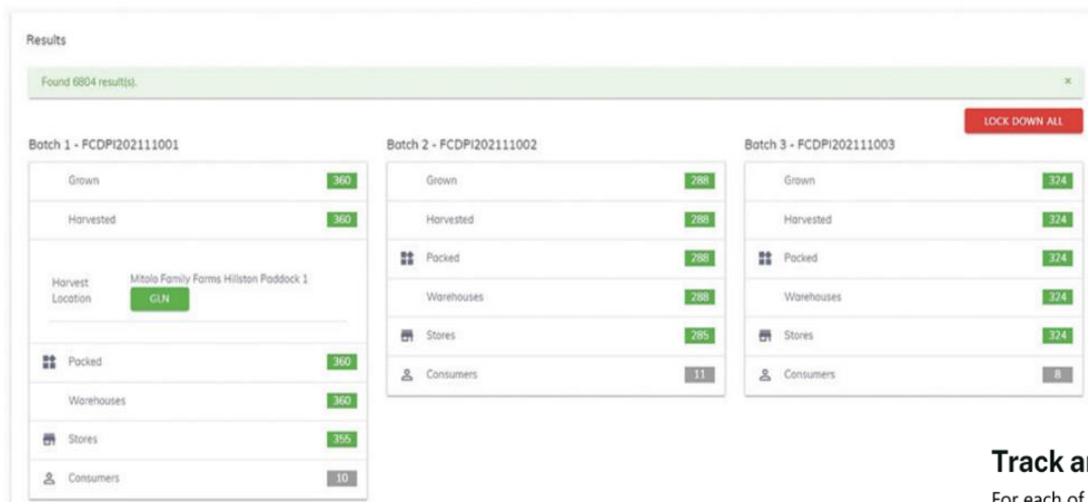 Results
Found 6804 result(s).
×
LOCK DOWN ALL
Batch 1 - FCDPI202111001
Grown 360
Harvested 360
Harvest Location
Mitolo Family Farms Hillston Paddock 1
GLN
Packed 360
Warehouses 360
Stores 355
Consumers 10
Batch 2 - FCDPI202111002
Grown 288
Harvested 288
Packed 288
Warehouses 288
Stores 285
Consumers 11
Batch 3 - FCDPI202111003
Grown 324
Harvested 324
Packed 324
Warehouses 324
Stores 324
Consumers 8
Track a
For each of